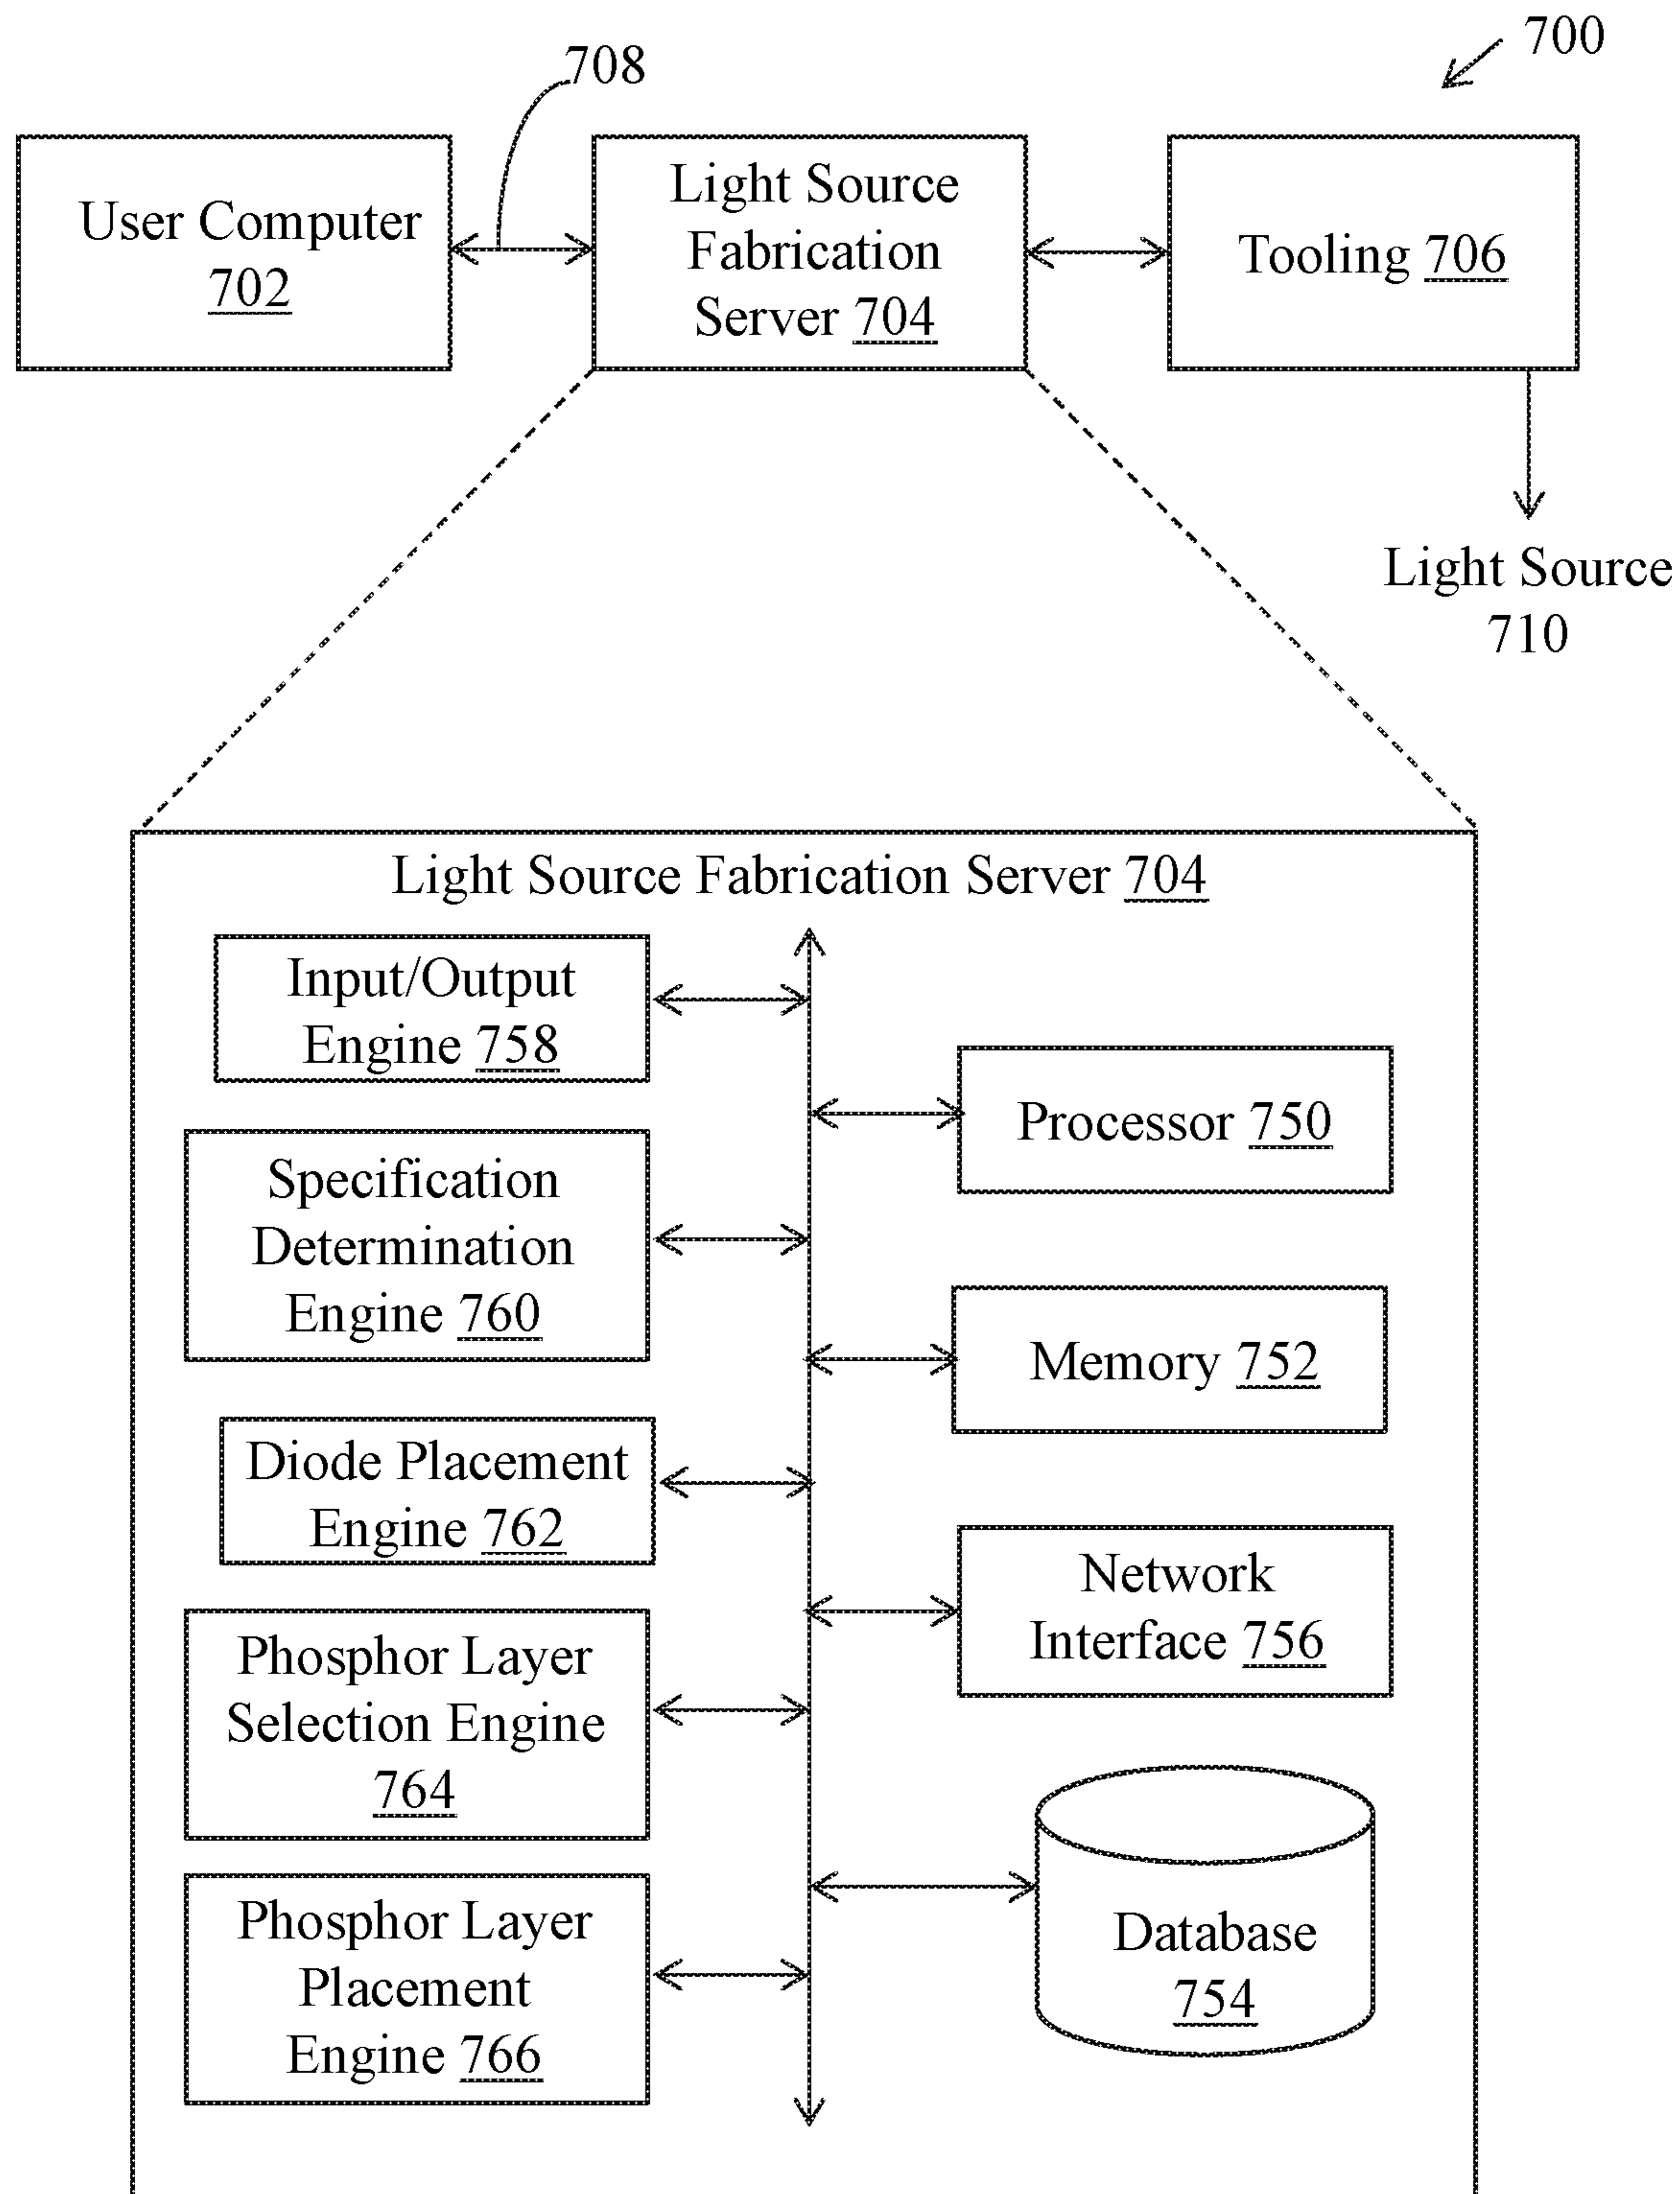 700
708
User Computer
702
Light Source
Fabrication
Server 704
Tooling 706
Light Source
710
Light Source Fabrication Server 704
Input/Output
Engine 758
Processor 750
Specification
Determination
Engine 760
Memory 752
Diode Placement
Engine 762
Network
Interface 756
Phosphor Layer
Selection Engine
764
Phosphor Layer
Placement
Engine 766
Database
754